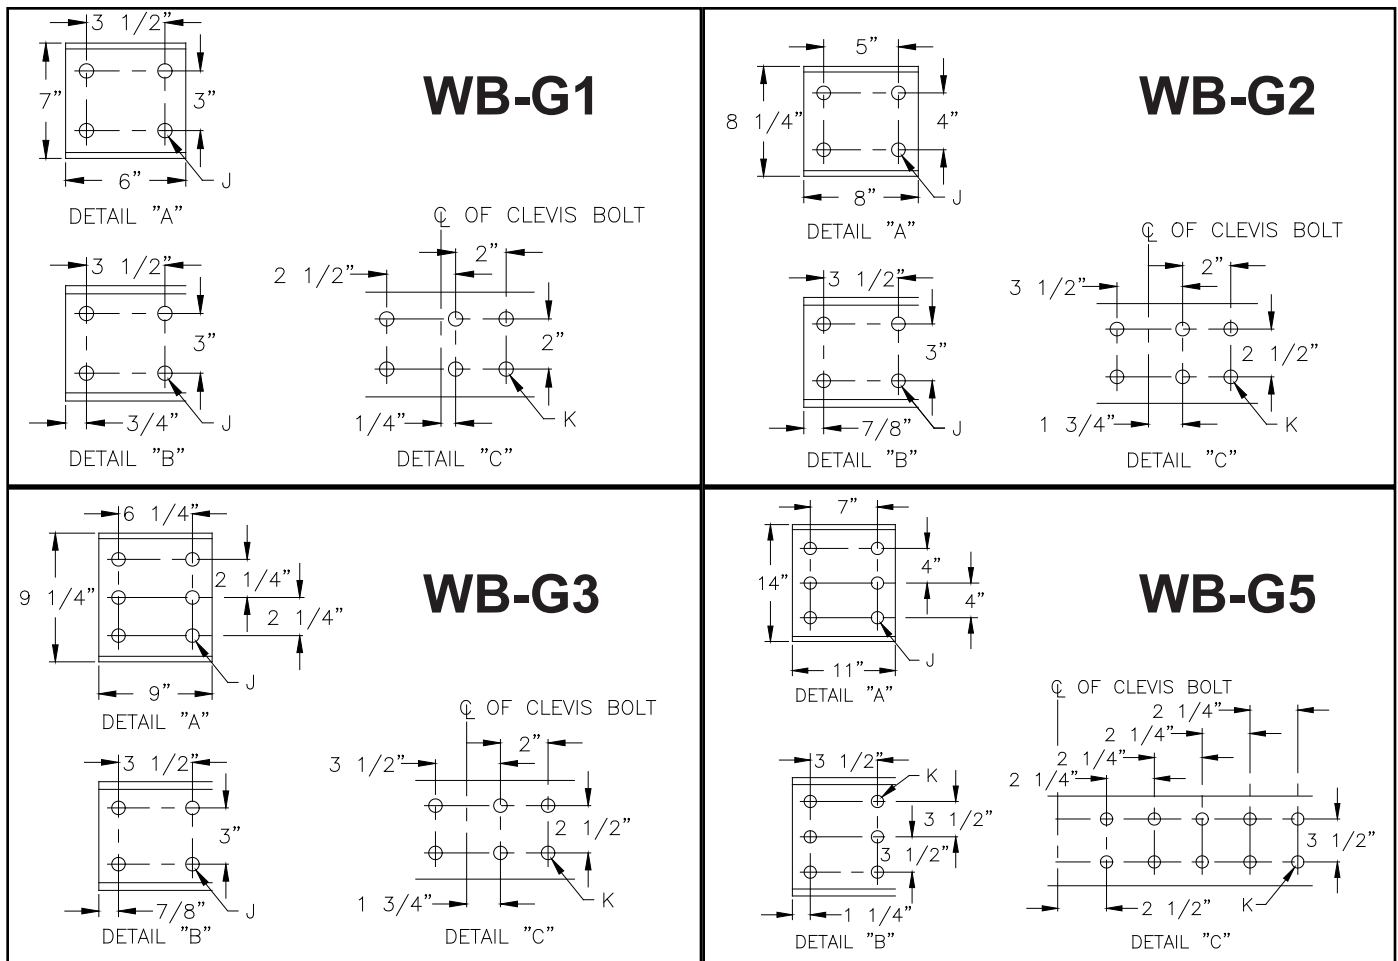 WB-G1
3 1/2”
7”
3”
6”
J
DETAIL ”A”
3 1/2”
3”
3/4”
J
DETAIL ”B”
℄ OF CLEVIS BOLT
2”
2 1/2”
2”
1/4”
K
DETAIL ”C”
WB-G2
5”
8 1/4”
4”
8”
J
DETAIL ”A”
3 1/2”
3”
7/8”
J
DETAIL ”B”
℄ OF CLEVIS BOLT
2”
3 1/2”
2 1/2”
1 3/4”
K
DETAIL ”C”
WB-G3
6 1/4”
2 1/4”
9 1/4”
2 1/4”
9”
J
DETAIL ”A”
3 1/2”
3”
7/8”
J
DETAIL ”B”
℄ OF CLEVIS BOLT
2”
3 1/2”
2 1/2”
1 3/4”
K
DETAIL ”C”
WB-G5
7”
4”
14”
4”
11”
J
DETAIL ”A”
3 1/2”
K
3 1/2”
3 1/2”
1 1/4”
DETAIL ”B”
℄ OF CLEVIS BOLT
2 1/4”
2 1/4”
2 1/4”
2 1/4”
3 1/2”
2 1/2”
K
DETAIL ”C”